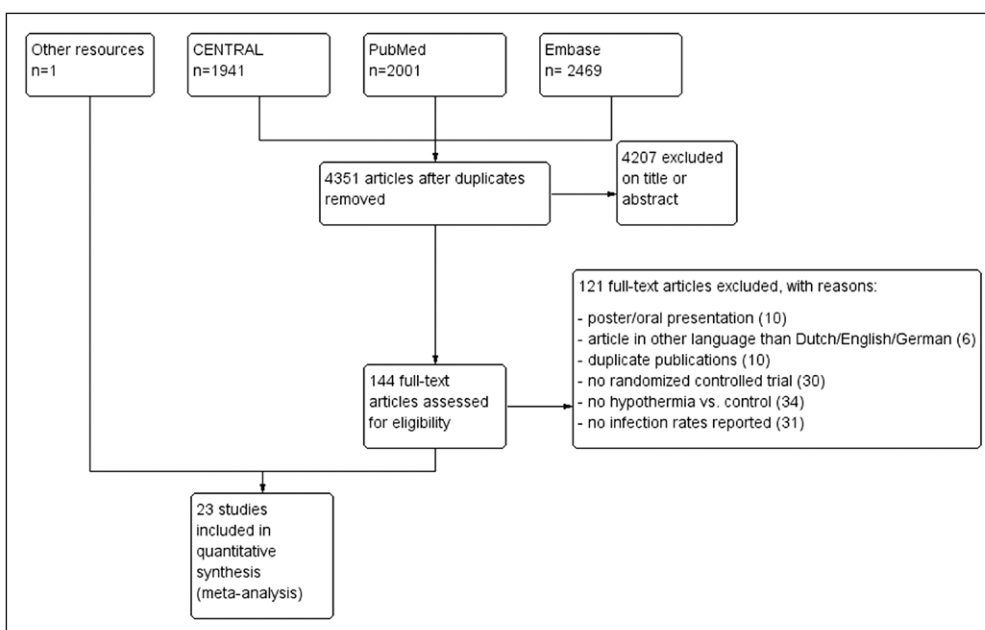 Other resources
n=1
CENTRAL
n=1941
PubMed
n=2001
Embase
n= 2469
4351 articles after duplicates
removed
4207 excluded
on title or
abstract
121 full-text articles excluded, with reasons:
- poster/oral presentation (10)
- article in other language than Dutch/English/German (6)
- duplicate publications (10)
- no randomized controlled trial (30)
- no hypothermia vs. control (34)
- no infection rates reported (31)
144 full-text
articles assessed
for eligibility
23 studies
included in
quantitative
synthesis
(meta-analysis)